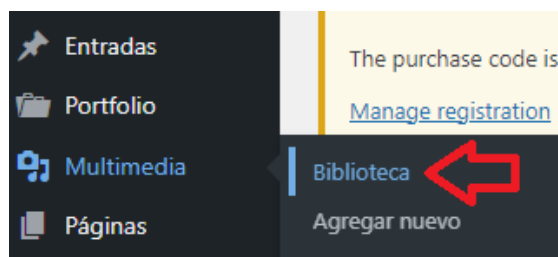 Entradas
Portfolio
Multimedia
Páginas
The purchase code is
Manage registration
Biblioteca
Agregar nuevo